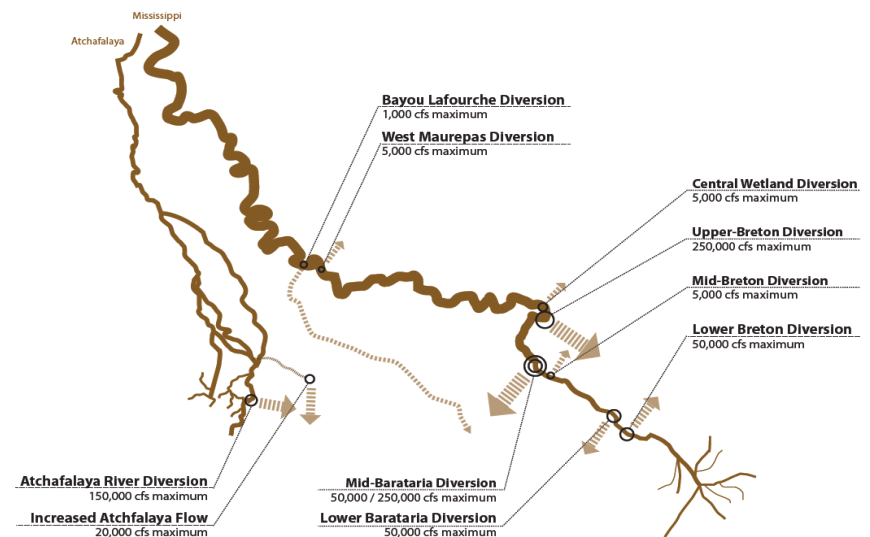 Mississippi
Atchafalaya
Bayou Lafourche Diversion
1,000 cfs maximum
West Maurepas Diversion
5,000 cfs maximum
Central Wetland Diversion
5,000 cfs maximum
Upper-Breton Diversion
250,000 cfs maximum
Mid-Breton Diversion
5,000 cfs maximum
Lower Breton Diversion
50,000 cfs maximum
Atchafalaya River Diversion
150,000 cfs maximum
Increased Atchfalaya Flow
20,000 cfs maximum
Mid-Barataria Diversion
50,000 / 250,000 cfs maximum
Lower Barataria Diversion
50,000 cfs maximum